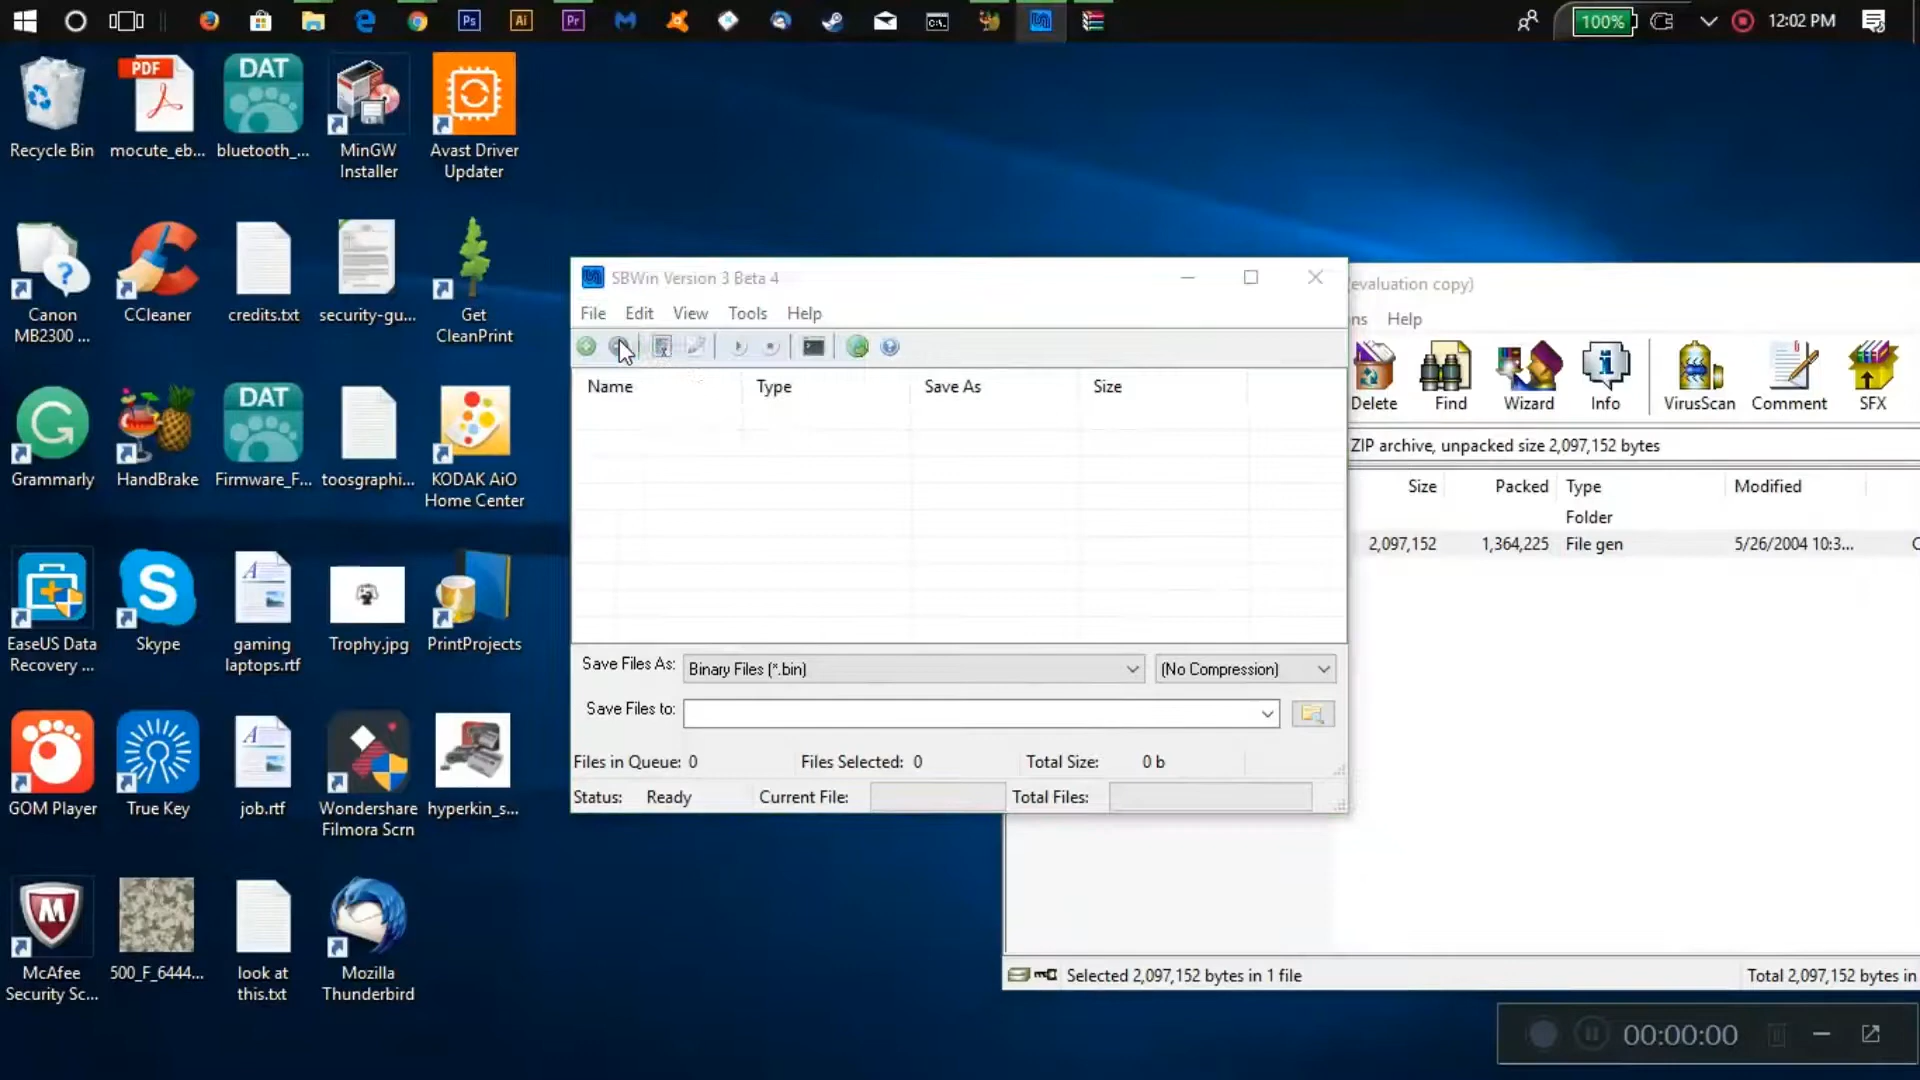 100%
12:02 PM
Ps
Ai
Pr
C:\_
PDF
DAT
Recycle Bin
mocute_eb...
bluetooth_...
MinGW
Installer
Avast Driver
Updater
Canon
MB2300 ...
CCleaner
credits.txt
security-gu...
Get
CleanPrint
DAT
Grammarly
HandBrake
Firmware_F...
toosgraphi...
KODAK AiO
Home Center
EaseUS Data
Recovery ...
Skype
gaming
laptops.rtf
Trophy.jpg
PrintProjects
GOM Player
True Key
job.rtf
Wondershare
Filmora Scrn
hyperkin_s...
McAfee
Security Sc...
500_F_6444...
look at
this.txt
Mozilla
Thunderbird
SBWin Version 3 Beta 4
File Edit View Tools Help
Name Type Save As Size
Save Files As: Binary Files (*.bin) (No Compression)
Save Files to:
Files in Queue: 0 Files Selected: 0 Total Size: 0 b
Status: Ready Current File: Total Files:
(evaluation copy)
ns Help
Delete Find Wizard Info VirusScan Comment SFX
ZIP archive, unpacked size 2,097,152 bytes
Size Packed Type Modified
Folder
2,097,152 1,364,225 File gen 5/26/2004 10:3...
Selected 2,097,152 bytes in 1 file
Total 2,097,152 bytes in
00:00:00